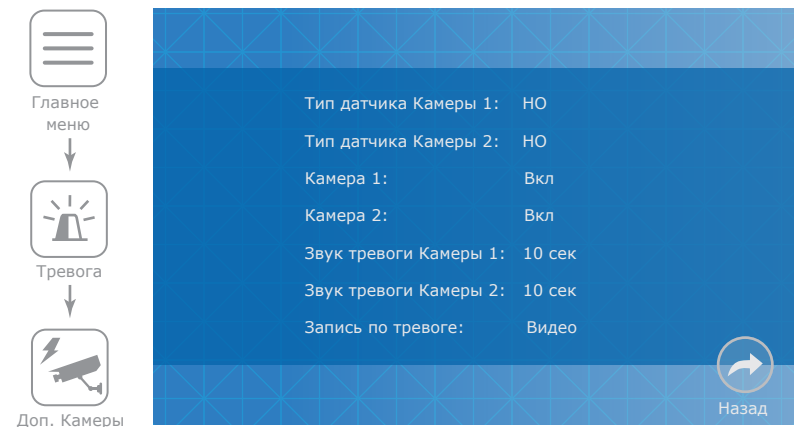 Главное
меню
Тревога
Доп. Камеры
Тип датчика Камеры 1: НО
Тип датчика Камеры 2: НО
Камера 1: Вкл
Камера 2: Вкл
Звук тревоги Камеры 1: 10 сек
Звук тревоги Камеры 2: 10 сек
Запись по тревоге: Видео
Назад